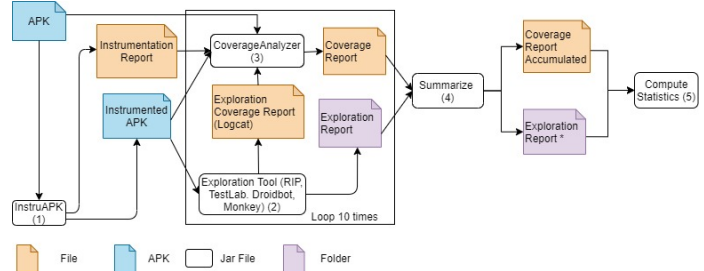 APK
Instrumentation
Report
CoverageAnalyzer
(3)
Coverage
Report
Coverage
Report
Accumulated
Summarize
(4)
Compute
Statistics (5)
Instrumented
APK
Exploration
Coverage Report
(Logcat)
Exploration
Report
Exploration
Report *
InstruAPK
(1)
Exploration Tool (RIP,
TestLab. Droidbot,
Monkey) (2)
Loop 10 times
File
APK
Jar File
Folder